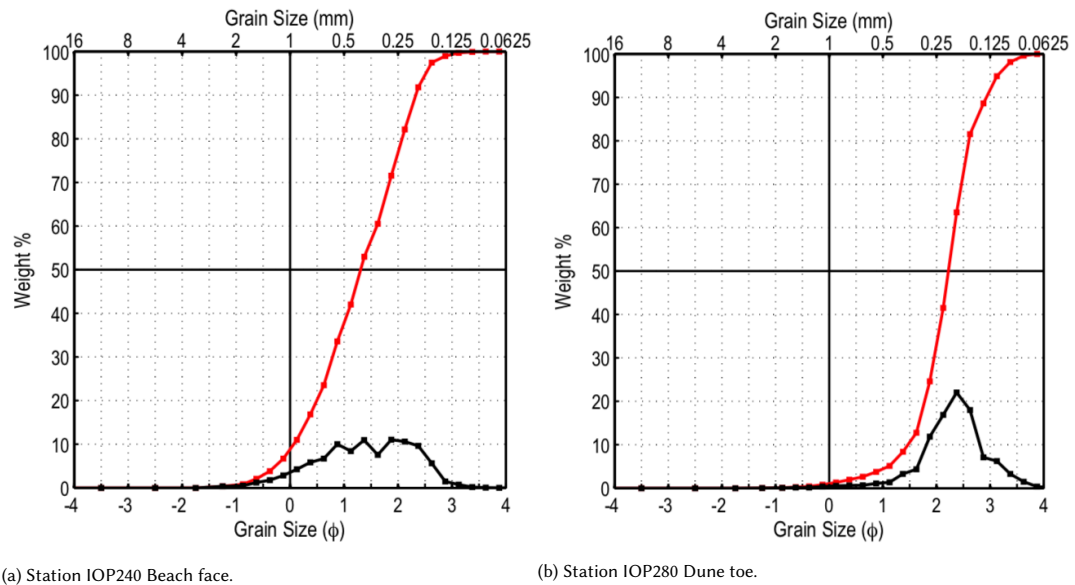 Grain Size (mm)
16 8 4 2 1 0.5 0.25 0.125 0.0625
100
90
80
70
60
50
40
30
20
10
0
Weight %
-4 -3 -2 -1 0 1 2 3 4
Grain Size (ϕ)
(a) Station IOP240 Beach face.
Grain Size (mm)
16 8 4 2 1 0.5 0.25 0.125 0.0625
100
90
80
70
60
50
40
30
20
10
0
Weight %
-4 -3 -2 -1 0 1 2 3 4
Grain Size (ϕ)
(b) Station IOP280 Dune toe.